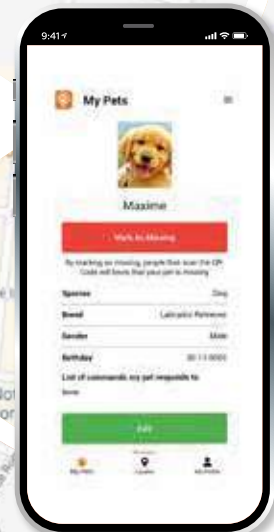 9:41
My Pets
Maxime
Mark As Missing
By marking as missing, people that scan the QR
Code will know that your pet is missing
Species Dog
Breed Labrador Retriever
Gender Male
Birthday
List of commands my pet responds to
None
Edit
My Pets My Profile